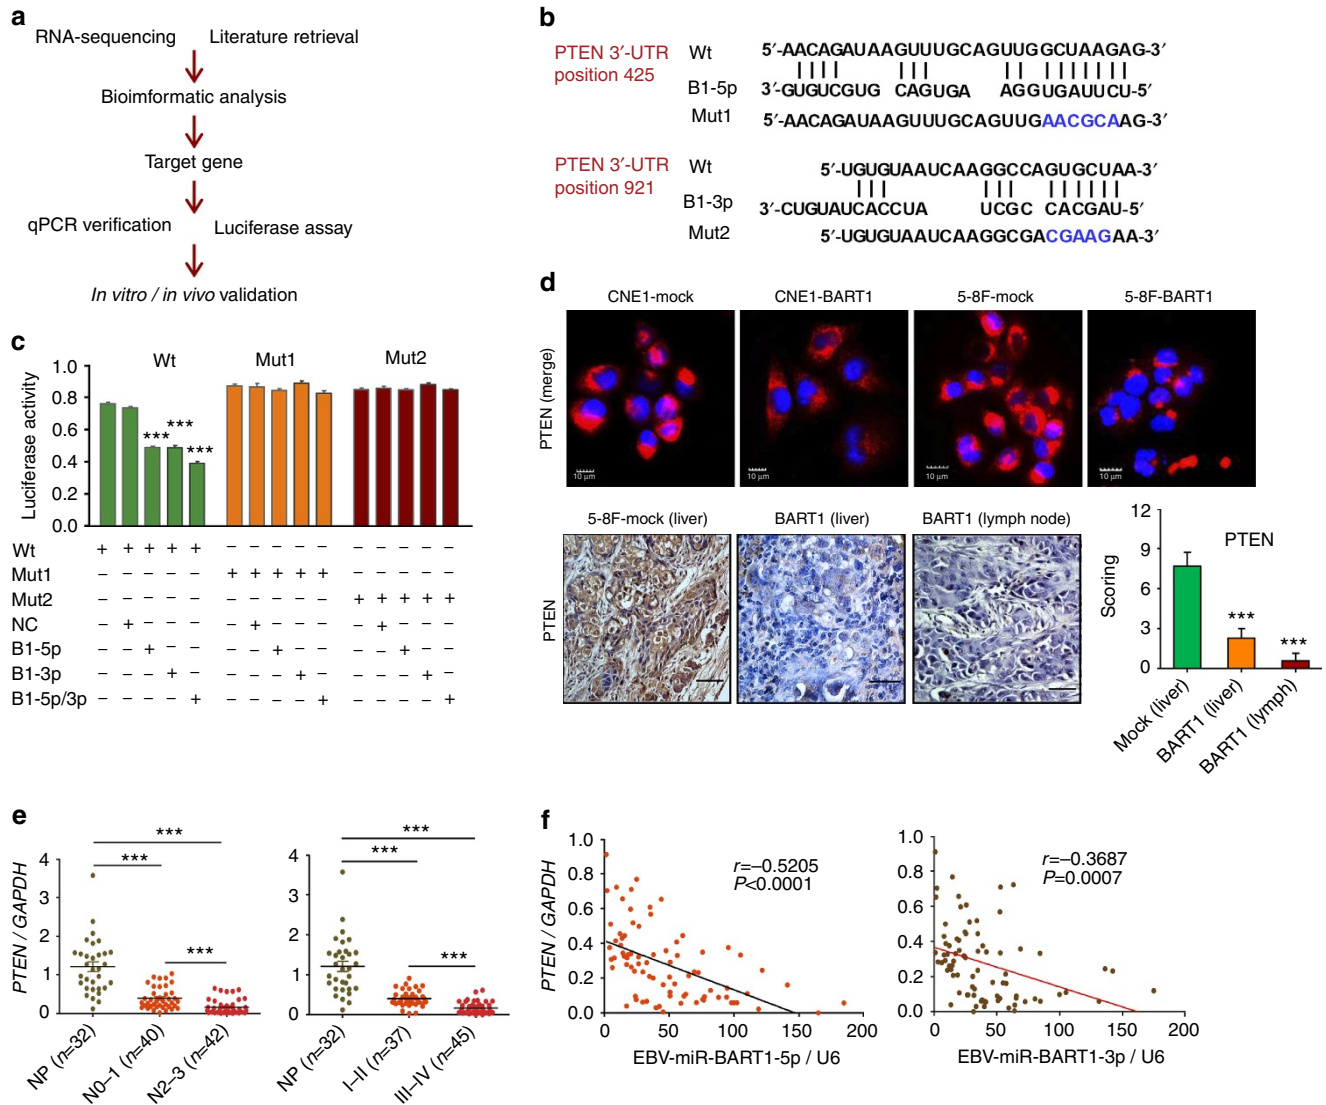 a
RNA-sequencing Literature retrieval
Bioimformatic analysis
Target gene
qPCR verification Luciferase assay
In vitro / in vivo validation
b
PTEN 3′-UTR
position 425
Wt 5′-AACAGAUAAGUUUGCAGUUGGCUAAGAG-3′
B1-5p 3′-GUGUCGUG CAGUGA AGGUGAUUCU-5′
Mut1 5′-AACAGAUAAGUUUGCAGUUGAACGCAAG-3′
PTEN 3′-UTR
position 921
Wt 5′-UGUGUAAUCAAGGCCAGUGCUAA-3′
B1-3p 3′-CUGUAUCACCUA UCGC CACGAU-5′
Mut2 5′-UGUGUAAUCAAGGCGACGAAGAA-3′
c
Wt Mut1 Mut2
Luciferase activity
1.0
0.8
0.6
0.4
0.2
0.0
*** *** ***
Wt + + + + + – – – – – – – – – –
Mut1 – – – – – + + + + + – – – – –
Mut2 – – – – – – – – – – + + + + +
NC – + – – – – + – – – – + – – –
B1-5p – – + – – – – + – – – – + – –
B1-3p – – – + – – – – + – – – – + –
B1-5p/3p – – – – + – – – – + – – – – +
d
CNE1-mock CNE1-BART1 5-8F-mock 5-8F-BART1
PTEN (merge)
10 µm 10 µm 10 µm 10 µm
5-8F-mock (liver) BART1 (liver) BART1 (lymph node)
PTEN
PTEN
Scoring
12
9
6
3
0
*** ***
Mock (liver) BART1 (liver) BART1 (lymph)
e
PTEN / GAPDH
4
3
2
1
0
*** *** ***
NP (n=32) N0–1 (n=40) N2–3 (n=42)
4
3
2
1
0
*** *** ***
NP (n=32) I–II (n=37) III–IV (n=45)
f
PTEN / GAPDH
1.0
0.8
0.6
0.4
0.2
0.0
r=–0.5205
P<0.0001
0 50 100 150 200
EBV-miR-BART1-5p / U6
1.0
0.8
0.6
0.4
0.2
0.0
r=–0.3687
P=0.0007
0 50 100 150 200
EBV-miR-BART1-3p / U6